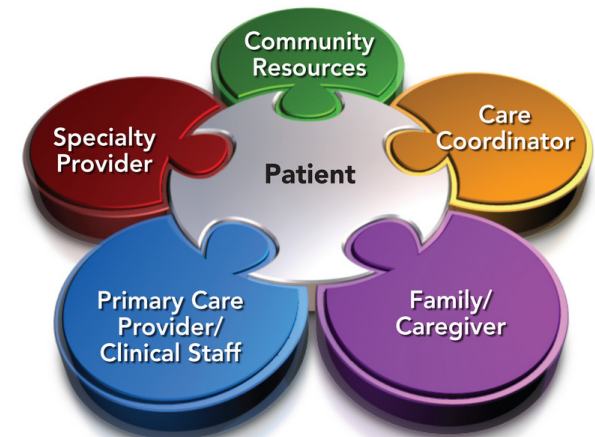 Community
Resources
Specialty
Provider
Care
Coordinator
Patient
Primary Care
Provider/
Clinical Staff
Family/
Caregiver